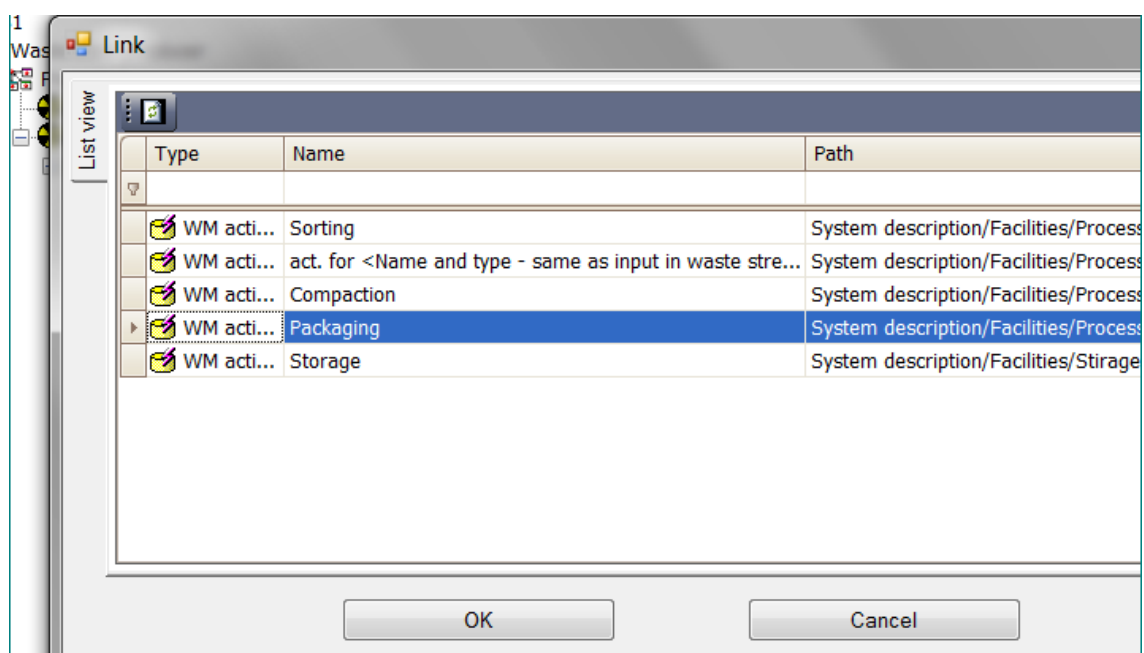 1
Was
Link
List view
Type Name Path
WM acti... Sorting System description/Facilities/Process
WM acti... act. for <Name and type - same as input in waste stre... System description/Facilities/Process
WM acti... Compaction System description/Facilities/Process
WM acti... Packaging System description/Facilities/Process
WM acti... Storage System description/Facilities/Stirage
OK Cancel